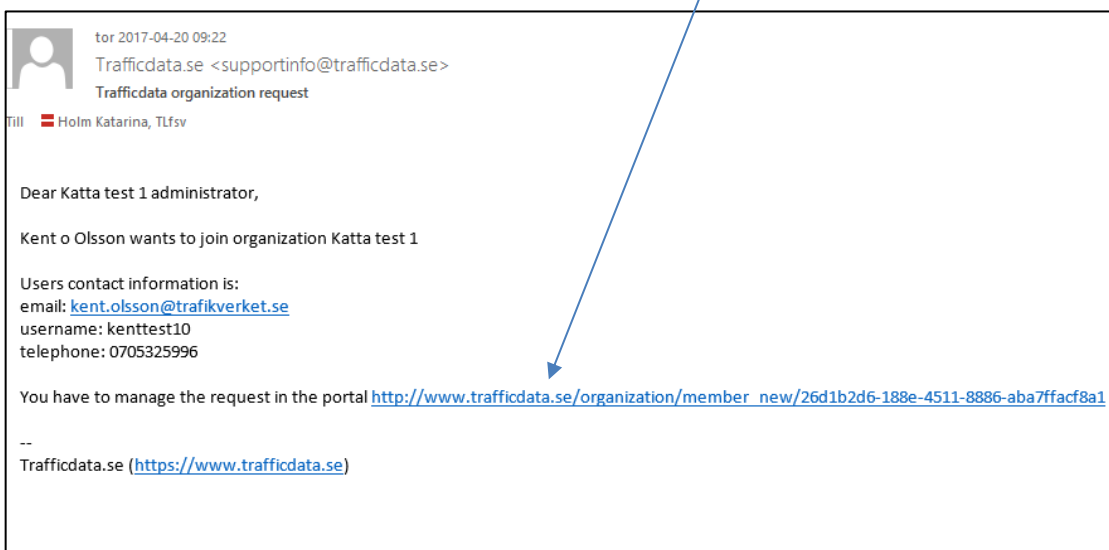 tor 2017-04-20 09:22
Trafficdata.se <supportinfo@trafficdata.se>
Trafficdata organization request
Till Holm Katarina, TLfsv
Dear Katta test 1 administrator,
Kent o Olsson wants to join organization Katta test 1
Users contact information is:
email: kent.olsson@trafikverket.se
username: kenttest10
telephone: 0705325996
You have to manage the request in the portal http://www.trafficdata.se/organization/member_new/26d1b2d6-188e-4511-8886-aba7ffacf8a1
--
Trafficdata.se (https://www.trafficdata.se)